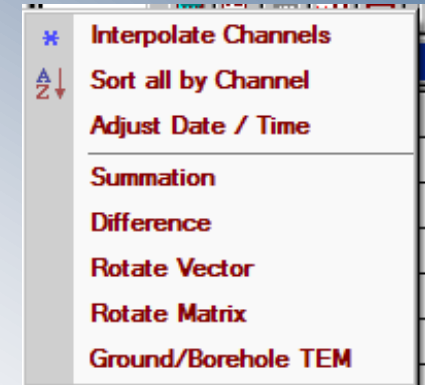 Interpolate Channels
Sort all by Channel
Adjust Date / Time
Summation
Difference
Rotate Vector
Rotate Matrix
Ground/Borehole TEM